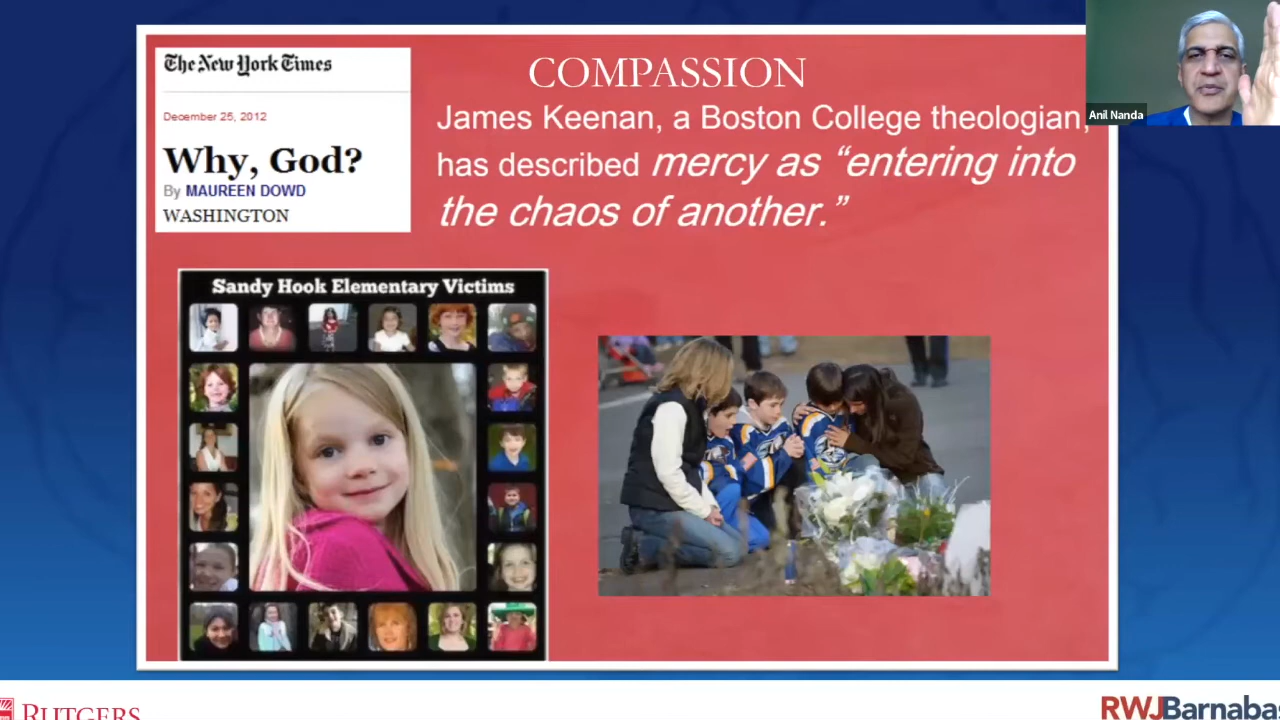 The New York Times
December 25, 2012
Why, God?
By MAUREEN DOWD
WASHINGTON
COMPASSION
James Keenan, a Boston College theologian,
has described mercy as “entering into
the chaos of another.”
Anil Nanda
Sandy Hook Elementary Victims
RUTGERS
RWJBarnabas